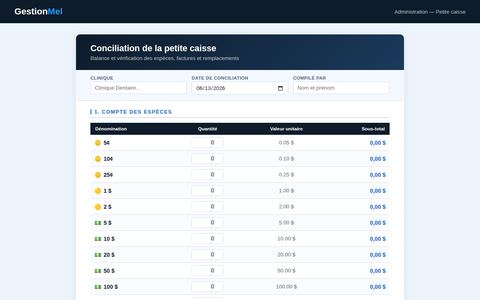 GestionMel
Administration — Petite caisse
Conciliation de la petite caisse
Balance et vérification des espèces, factures et remplacements
CLINIQUE
DATE DE CONCILIATION
COMPILÉ PAR
Clinique Dentaire...
06/13/2026
Nom et prénom
1. COMPTE DES ESPÈCES
Dénomination Quantité Valeur unitaire Sous-total
5¢ 0 0.05 $ 0,00 $
10¢ 0 0.10 $ 0,00 $
25¢ 0 0.25 $ 0,00 $
1 $ 0 1.00 $ 0,00 $
2 $ 0 2.00 $ 0,00 $
5 $ 0 5.00 $ 0,00 $
10 $ 0 10.00 $ 0,00 $
20 $ 0 20.00 $ 0,00 $
50 $ 0 50.00 $ 0,00 $
100 $ 0 100.00 $ 0,00 $